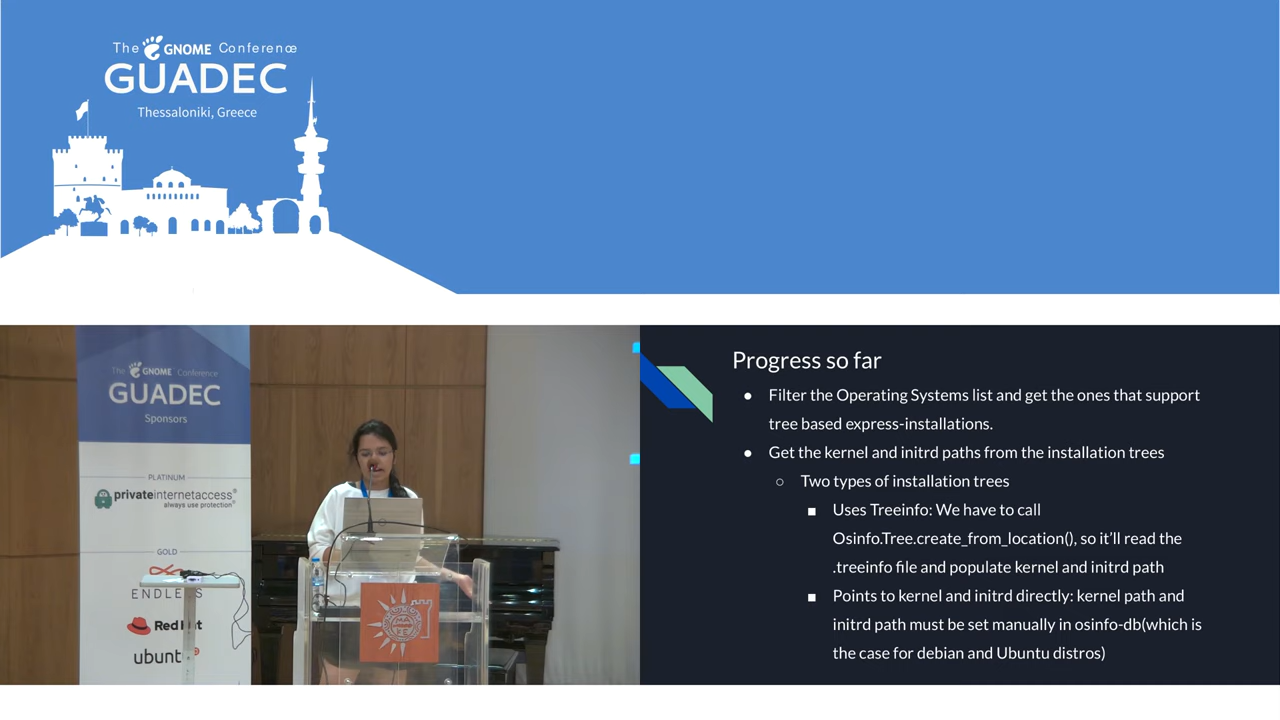 The GNOME Conference
GUADEC
Thessaloniki, Greece
The GNOME Conference
GUADEC
Sponsors
PLATINUM
privateinternetaccess®
always use protection®
GOLD
ENDLESS
Red Hat
ubuntu®
Progress so far
● Filter the Operating Systems list and get the ones that support
tree based express-installations.
● Get the kernel and initrd paths from the installation trees
○ Two types of installation trees
■ Uses Treeinfo: We have to call
Osinfo.Tree.create_from_location(), so it'll read the
.treeinfo file and populate kernel and initrd path
■ Points to kernel and initrd directly: kernel path and
initrd path must be set manually in osinfo-db(which is
the case for debian and Ubuntu distros)